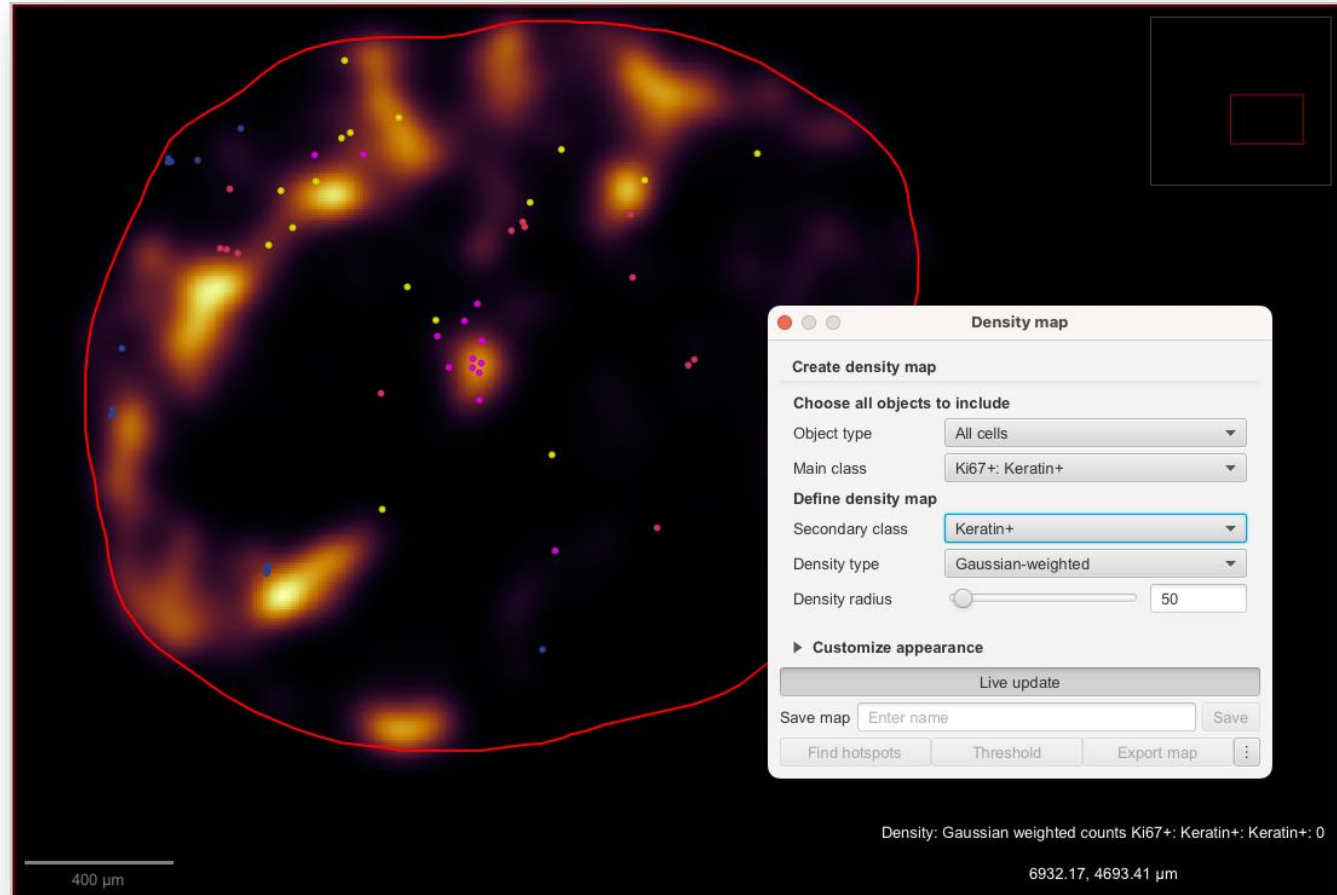 Density map
Create density map
Choose all objects to include
Object type All cells
Main class Ki67+: Keratin+
Define density map
Secondary class Keratin+
Density type Gaussian-weighted
Density radius 50
Customize appearance
Live update
Save map Enter name Save
Find hotspots Threshold Export map
Density: Gaussian weighted counts Ki67+: Keratin+: Keratin+: 0
400 µm
6932.17, 4693.41 µm